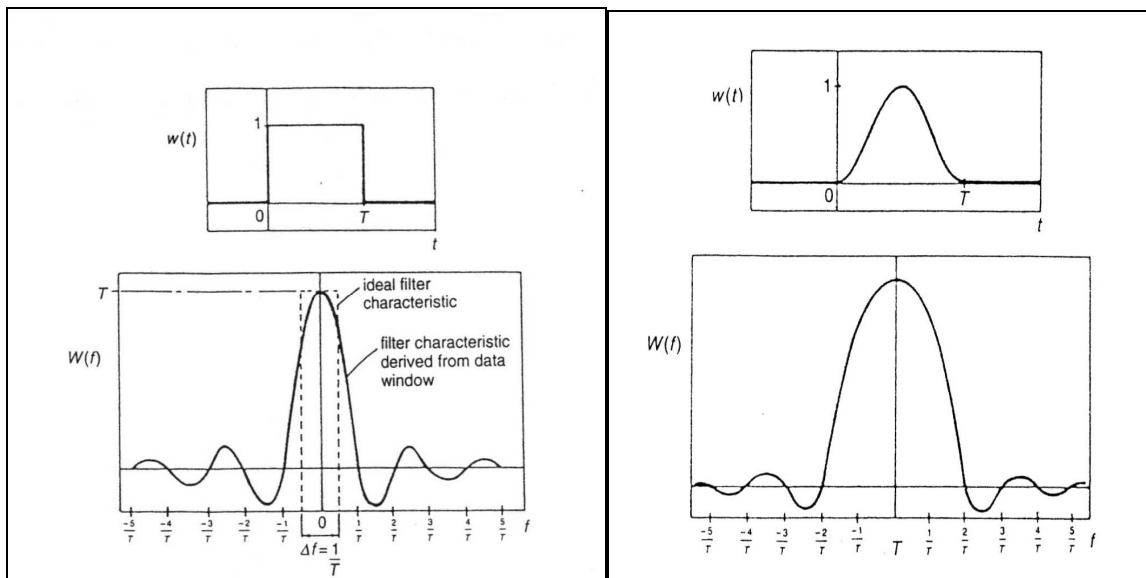 w(t)
1
0
T
t
T
ideal filter
characteristic
filter characteristic
derived from data
window
W(f)
-5/T -4/T -3/T -2/T -1/T 0 1/T 2/T 3/T 4/T 5/T f
Δf = 1/T
w(t)
1
0
T
t
W(f)
-5/T -4/T -3/T -2/T -1/T T 1/T 2/T 3/T 4/T 5/T f